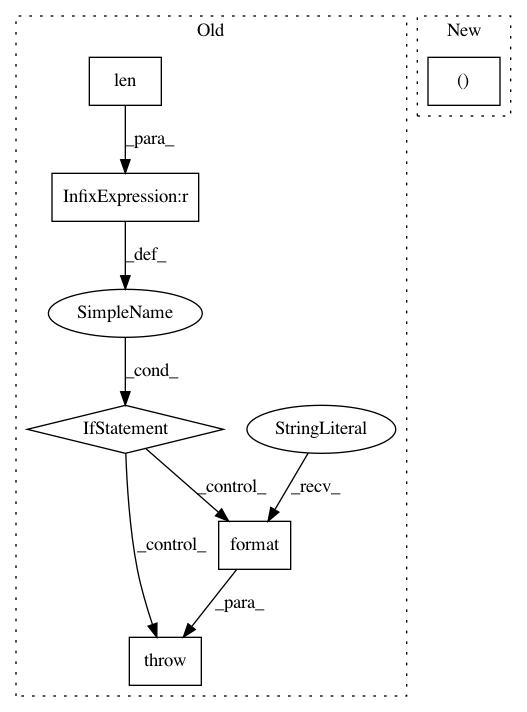 Old
New
len
()
_para_
InfixExpression:r
_def_
SimpleName
_cond_
IfStatement
StringLiteral
_control_
_recv_
_control_
format
_para_
throw